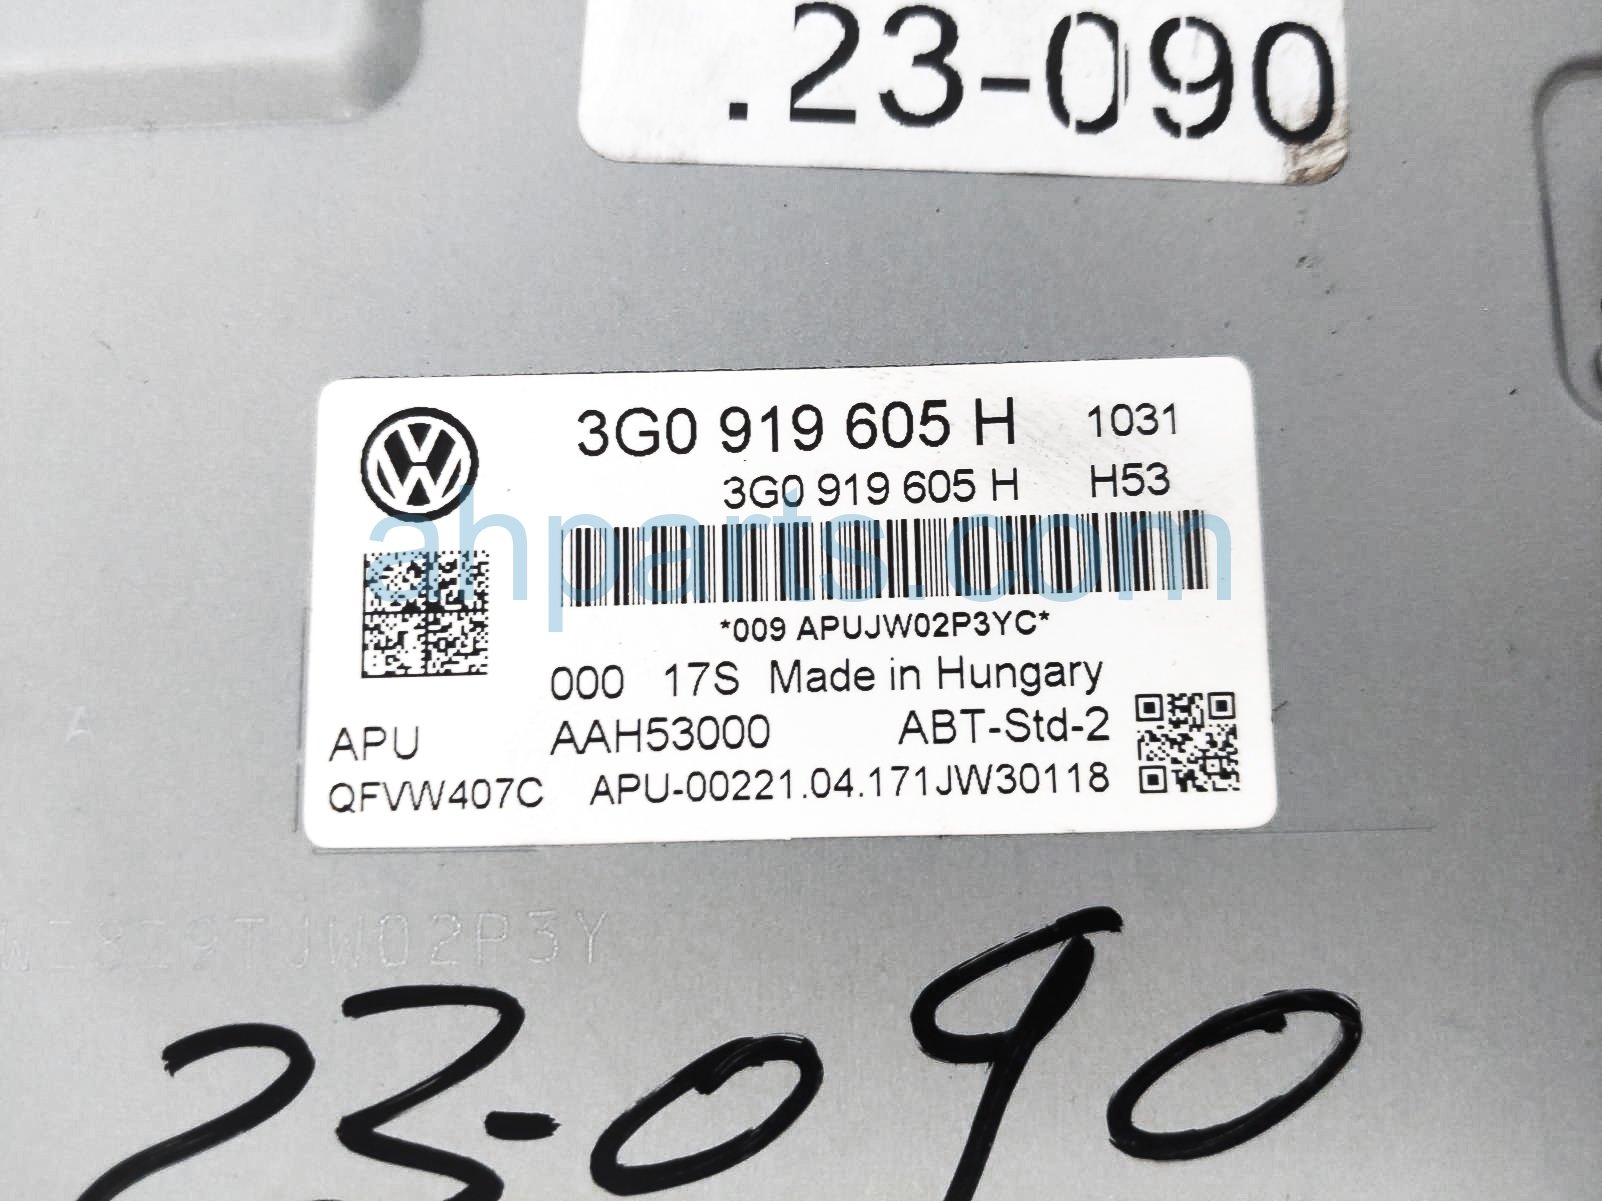 .23-090
3G0 919 605 H 1031
3G0 919 605 H H53
ahparts.com
*009 APUJW02P3YC*
000 17S Made in Hungary
APU AAH53000 ABT-Std-2
QFVW407C APU-00221.04.171JW30118
TJW02P3Y
23-090